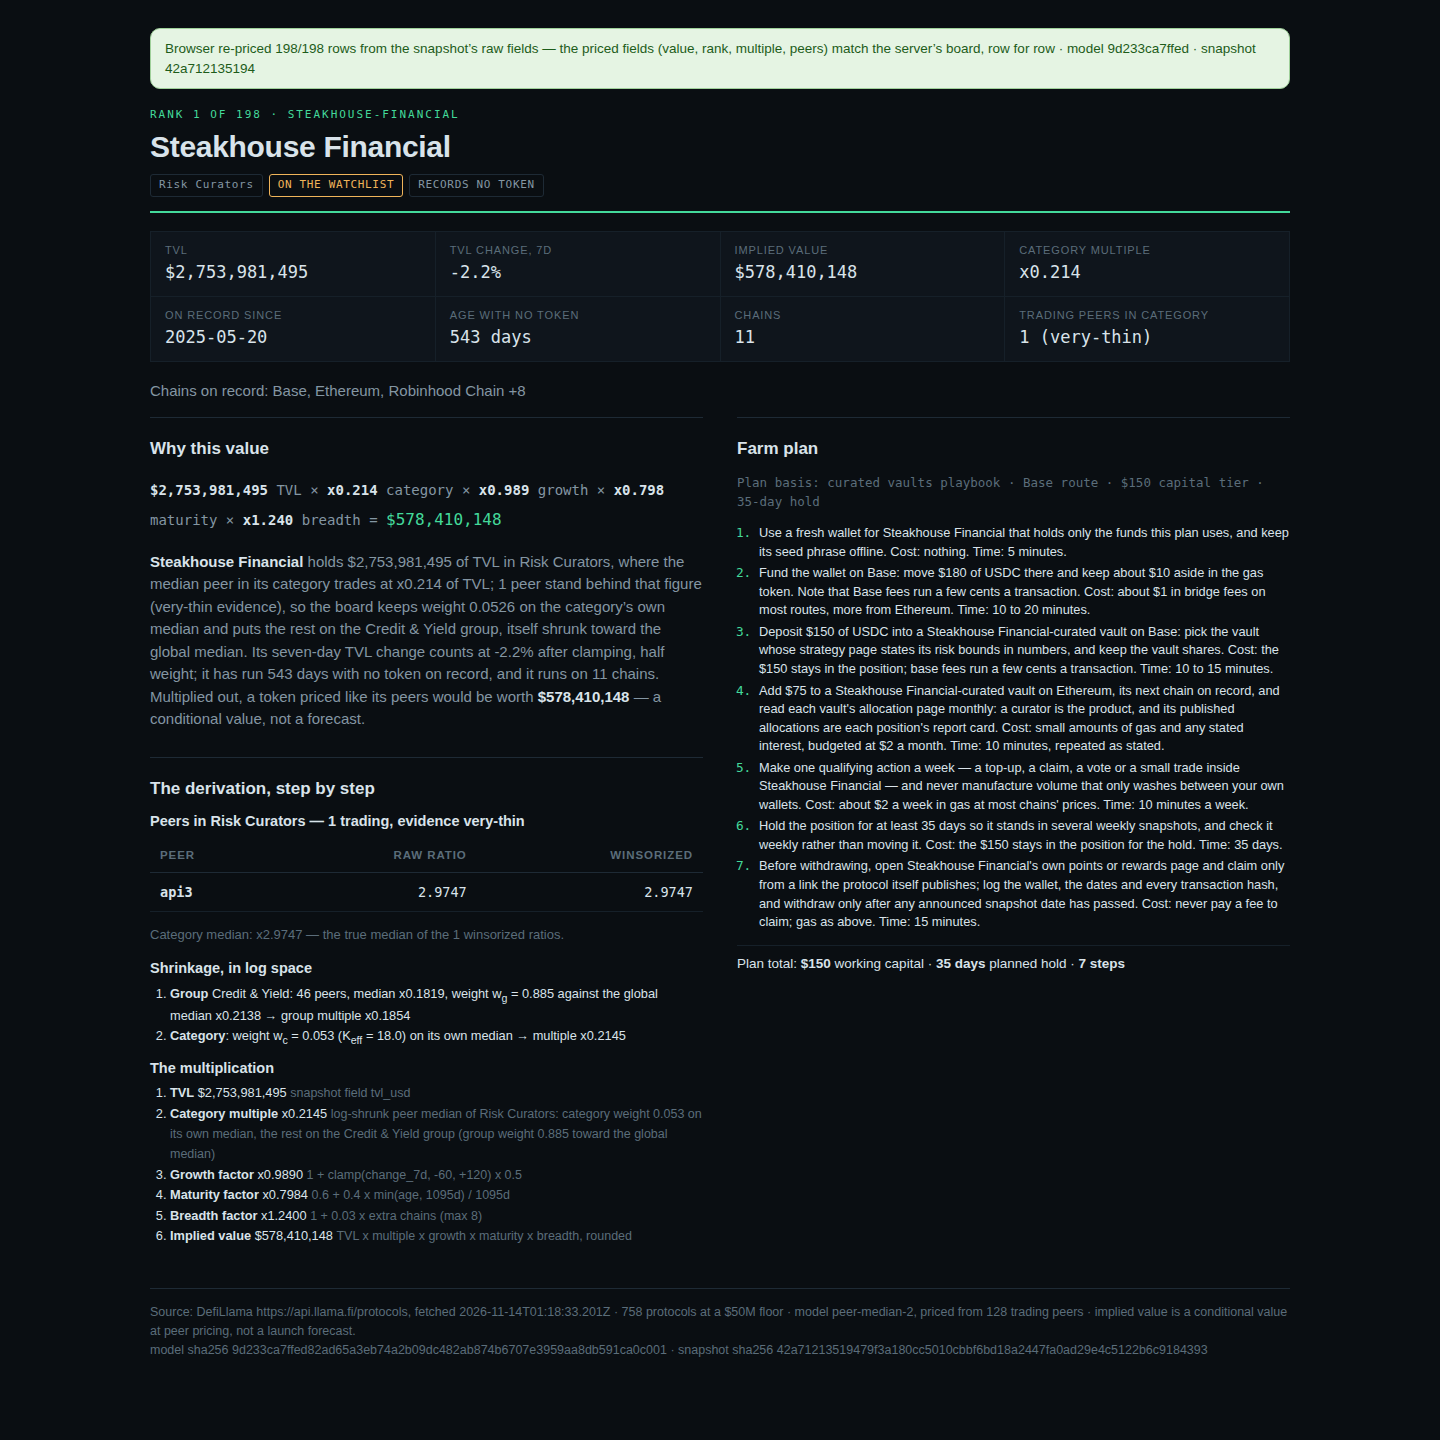 Browser re-priced 198/198 rows from the snapshot’s raw fields — the priced fields (value, rank, multiple, peers) match the server’s board, row for row · model 9d233ca7ffed · snapshot
42a712135194
RANK 1 OF 198 · STEAKHOUSE-FINANCIAL
Steakhouse Financial
Risk Curators
ON THE WATCHLIST
RECORDS NO TOKEN
TVL
$2,753,981,495
TVL CHANGE, 7D
-2.2%
IMPLIED VALUE
$578,410,148
CATEGORY MULTIPLE
x0.214
ON RECORD SINCE
2025-05-20
AGE WITH NO TOKEN
543 days
CHAINS
11
TRADING PEERS IN CATEGORY
1 (very-thin)
Chains on record: Base, Ethereum, Robinhood Chain +8
Why this value
$2,753,981,495 TVL × x0.214 category × x0.989 growth × x0.798
maturity × x1.240 breadth = $578,410,148
Steakhouse Financial holds $2,753,981,495 of TVL in Risk Curators, where the
median peer in its category trades at x0.214 of TVL; 1 peer stand behind that figure
(very-thin evidence), so the board keeps weight 0.0526 on the category’s own
median and puts the rest on the Credit & Yield group, itself shrunk toward the
global median. Its seven-day TVL change counts at -2.2% after clamping, half
weight; it has run 543 days with no token on record, and it runs on 11 chains.
Multiplied out, a token priced like its peers would be worth $578,410,148 — a
conditional value, not a forecast.
The derivation, step by step
Peers in Risk Curators — 1 trading, evidence very-thin
PEER RAW RATIO WINSORIZED
api3 2.9747 2.9747
Category median: x2.9747 — the true median of the 1 winsorized ratios.
Shrinkage, in log space
1. Group Credit & Yield: 46 peers, median x0.1819, weight wg = 0.885 against the global
median x0.2138 → group multiple x0.1854
2. Category: weight wc = 0.053 (Keff = 18.0) on its own median → multiple x0.2145
The multiplication
1. TVL $2,753,981,495 snapshot field tvl_usd
2. Category multiple x0.2145 log-shrunk peer median of Risk Curators: category weight 0.053 on
its own median, the rest on the Credit & Yield group (group weight 0.885 toward the global
median)
3. Growth factor x0.9890 1 + clamp(change_7d, -60, +120) x 0.5
4. Maturity factor x0.7984 0.6 + 0.4 x min(age, 1095d) / 1095d
5. Breadth factor x1.2400 1 + 0.03 x extra chains (max 8)
6. Implied value $578,410,148 TVL x multiple x growth x maturity x breadth, rounded
Farm plan
Plan basis: curated vaults playbook · Base route · $150 capital tier ·
35-day hold
1. Use a fresh wallet for Steakhouse Financial that holds only the funds this plan uses, and keep
its seed phrase offline. Cost: nothing. Time: 5 minutes.
2. Fund the wallet on Base: move $180 of USDC there and keep about $10 aside in the gas
token. Note that Base fees run a few cents a transaction. Cost: about $1 in bridge fees on
most routes, more from Ethereum. Time: 10 to 20 minutes.
3. Deposit $150 of USDC into a Steakhouse Financial-curated vault on Base: pick the vault
whose strategy page states its risk bounds in numbers, and keep the vault shares. Cost: the
$150 stays in the position; base fees run a few cents a transaction. Time: 10 to 15 minutes.
4. Add $75 to a Steakhouse Financial-curated vault on Ethereum, its next chain on record, and
read each vault's allocation page monthly: a curator is the product, and its published
allocations are each position's report card. Cost: small amounts of gas and any stated
interest, budgeted at $2 a month. Time: 10 minutes, repeated as stated.
5. Make one qualifying action a week — a top-up, a claim, a vote or a small trade inside
Steakhouse Financial — and never manufacture volume that only washes between your own
wallets. Cost: about $2 a week in gas at most chains' prices. Time: 10 minutes a week.
6. Hold the position for at least 35 days so it stands in several weekly snapshots, and check it
weekly rather than moving it. Cost: the $150 stays in the position for the hold. Time: 35 days.
7. Before withdrawing, open Steakhouse Financial's own points or rewards page and claim only
from a link the protocol itself publishes; log the wallet, the dates and every transaction hash,
and withdraw only after any announced snapshot date has passed. Cost: never pay a fee to
claim; gas as above. Time: 15 minutes.
Plan total: $150 working capital · 35 days planned hold · 7 steps
Source: DefiLlama https://api.llama.fi/protocols, fetched 2026-11-14T01:18:33.201Z · 758 protocols at a $50M floor · model peer-median-2, priced from 128 trading peers · implied value is a conditional value
at peer pricing, not a launch forecast.
model sha256 9d233ca7ffed82ad65a3eb74a2b09dc482ab874b6707e3959aa8db591ca0c001 · snapshot sha256 42a71213519479f3a180cc5010cbbf6bd18a2447fa0ad29e4c5122b6c9184393